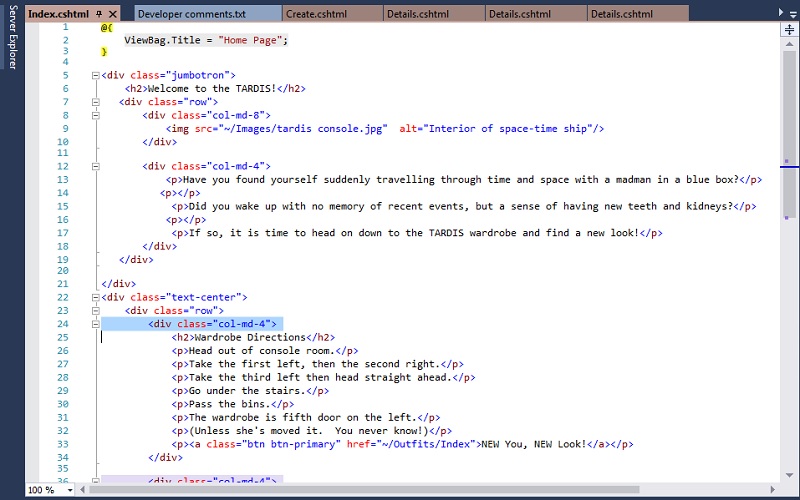 Server Explorer
Index.cshtml Developer comments.txt Create.cshtml Details.cshtml Details.cshtml Details.cshtml
1 @{
2 ViewBag.Title = "Home Page";
3 }
4
5 <div class="jumbotron">
6 <h2>Welcome to the TARDIS!</h2>
7 <div class="row">
8 <div class="col-md-8">
9 <img src="~/Images/tardis console.jpg" alt="Interior of space-time ship"/>
10 </div>
11
12 <div class="col-md-4">
13 <p>Have you found yourself suddenly travelling through time and space with a madman in a blue box?</p>
14 <p></p>
15 <p>Did you wake up with no memory of recent events, but a sense of having new teeth and kidneys?</p>
16 <p></p>
17 <p>If so, it is time to head on down to the TARDIS wardrobe and find a new look!</p>
18 </div>
19 </div>
20
21 </div>
22 <div class="text-center">
23 <div class="row">
24 <div class="col-md-4">
25 <h2>Wardrobe Directions</h2>
26 <p>Head out of console room.</p>
27 <p>Take the first left, then the second right.</p>
28 <p>Take the third left then head straight ahead.</p>
29 <p>Go under the stairs.</p>
30 <p>Pass the bins.</p>
31 <p>The wardrobe is fifth door on the left.</p>
32 <p>(Unless she's moved it.  You never know!)</p>
33 <p><a class="btn btn-primary" href="~/Outfits/Index">NEW You, NEW Look!</a></p>
34 </div>
35
36 <div class="col-md-4">
100 %